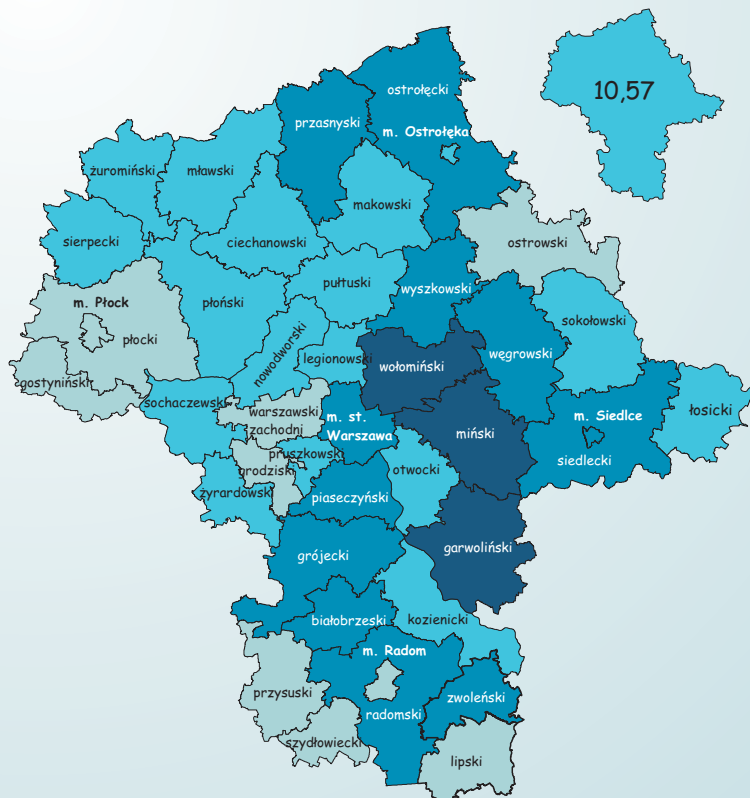 ostrołęcki
10,57
przasnyski
m. Ostrołęka
żuromiński
mławski
makowski
sierpecki
ciechanowski
ostrowski
pułtuski
wyszkowski
m. Płock
płoński
sokołowski
płocki
nowodworski
legionowski
węgrowski
wołomiński
gostyniński
sochaczewski
warszawski
zachodni
m. st.
Warszawa
m. Siedlce
łosicki
miński
pruszkowski
grodziski
otwocki
siedlecki
żyrardowski
piaseczyński
grójecki
garwoliński
białobrzeski
kozienicki
m. Radom
przysuski
zwoleński
radomski
szydłowiecki
lipski